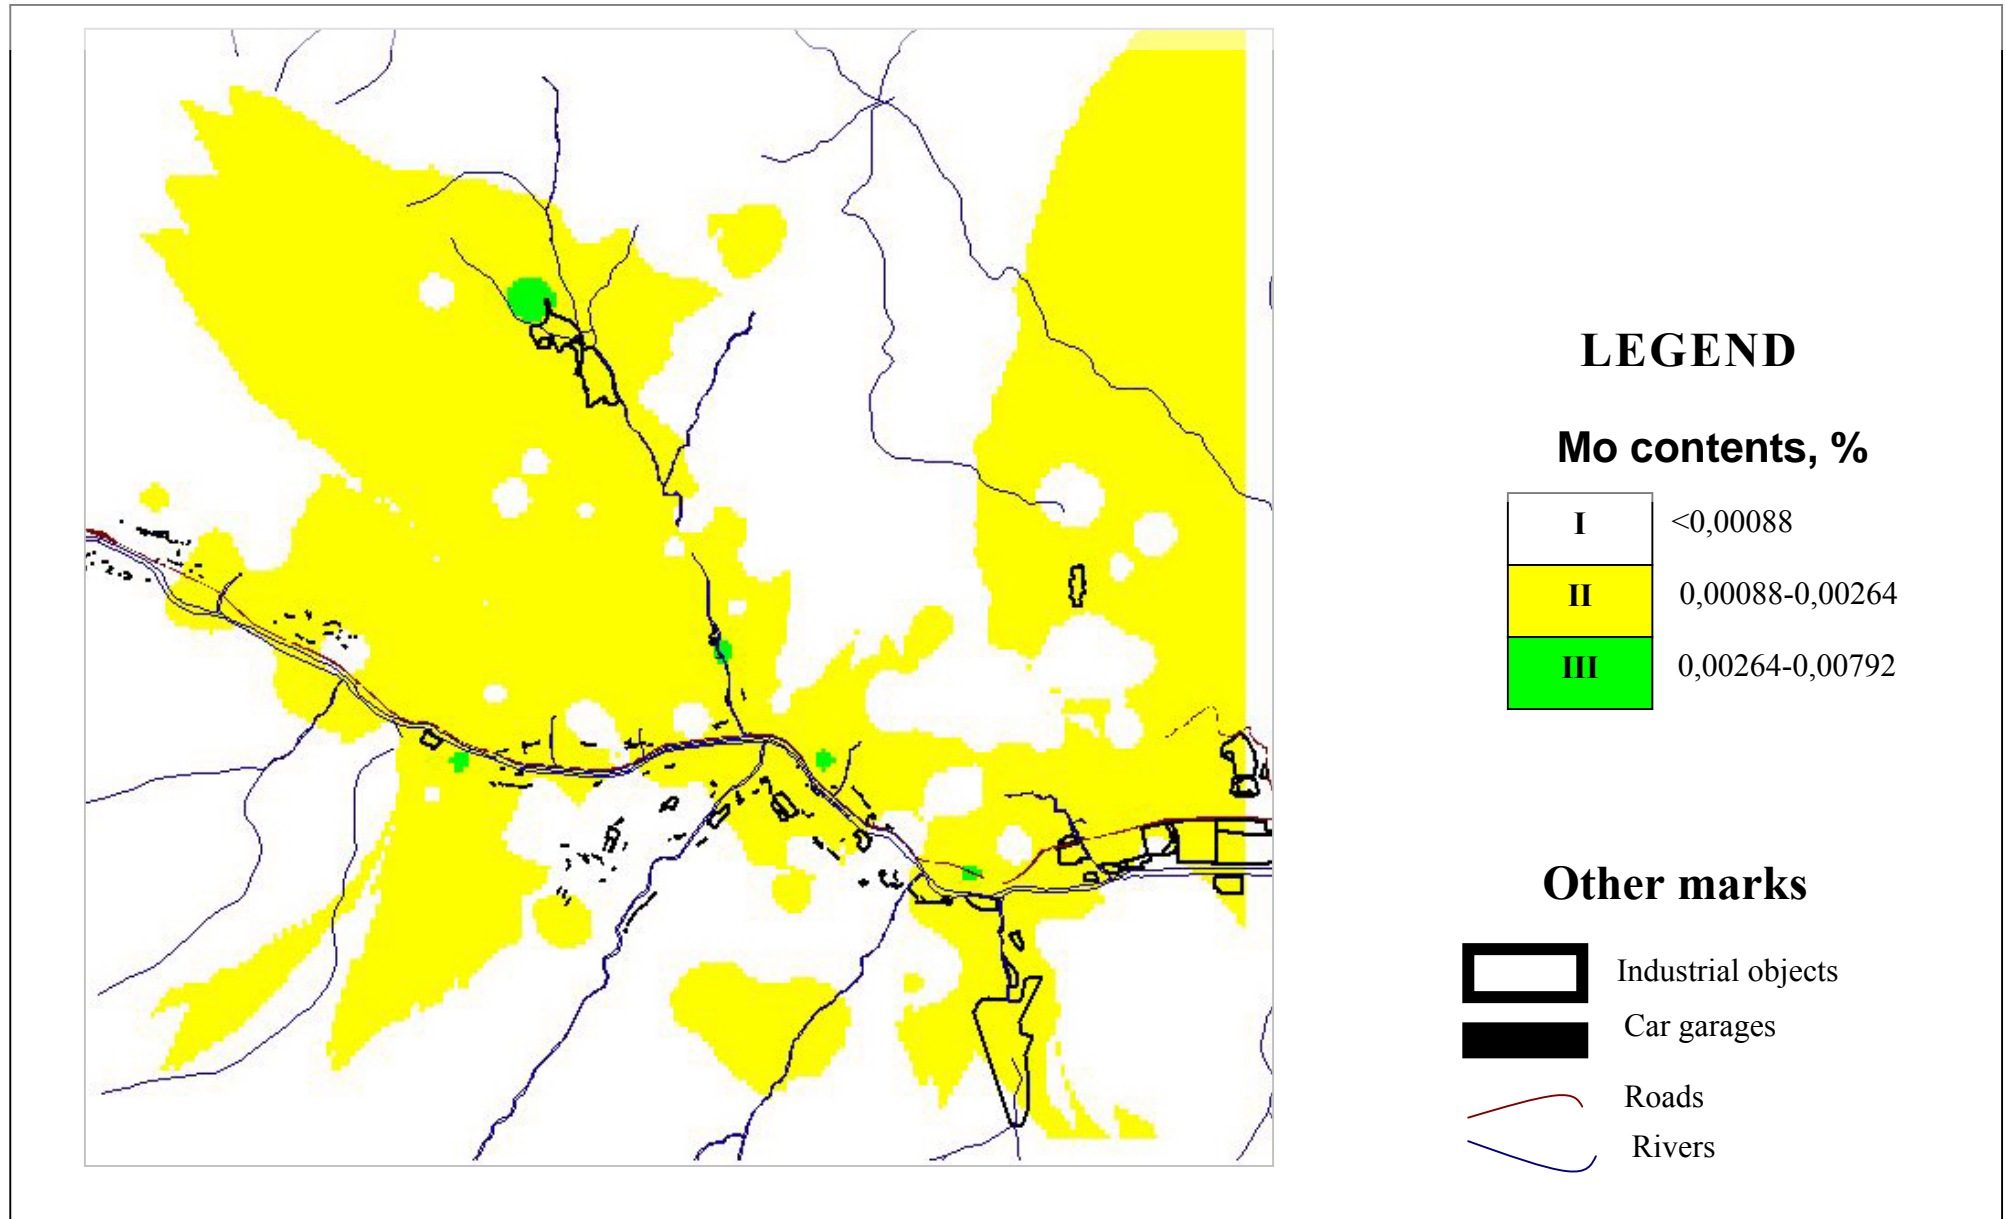 LEGEND
Mo contents, %
I <0,00088
II 0,00088-0,00264
III 0,00264-0,00792
Other marks
Industrial objects
Car garages
Roads
Rivers